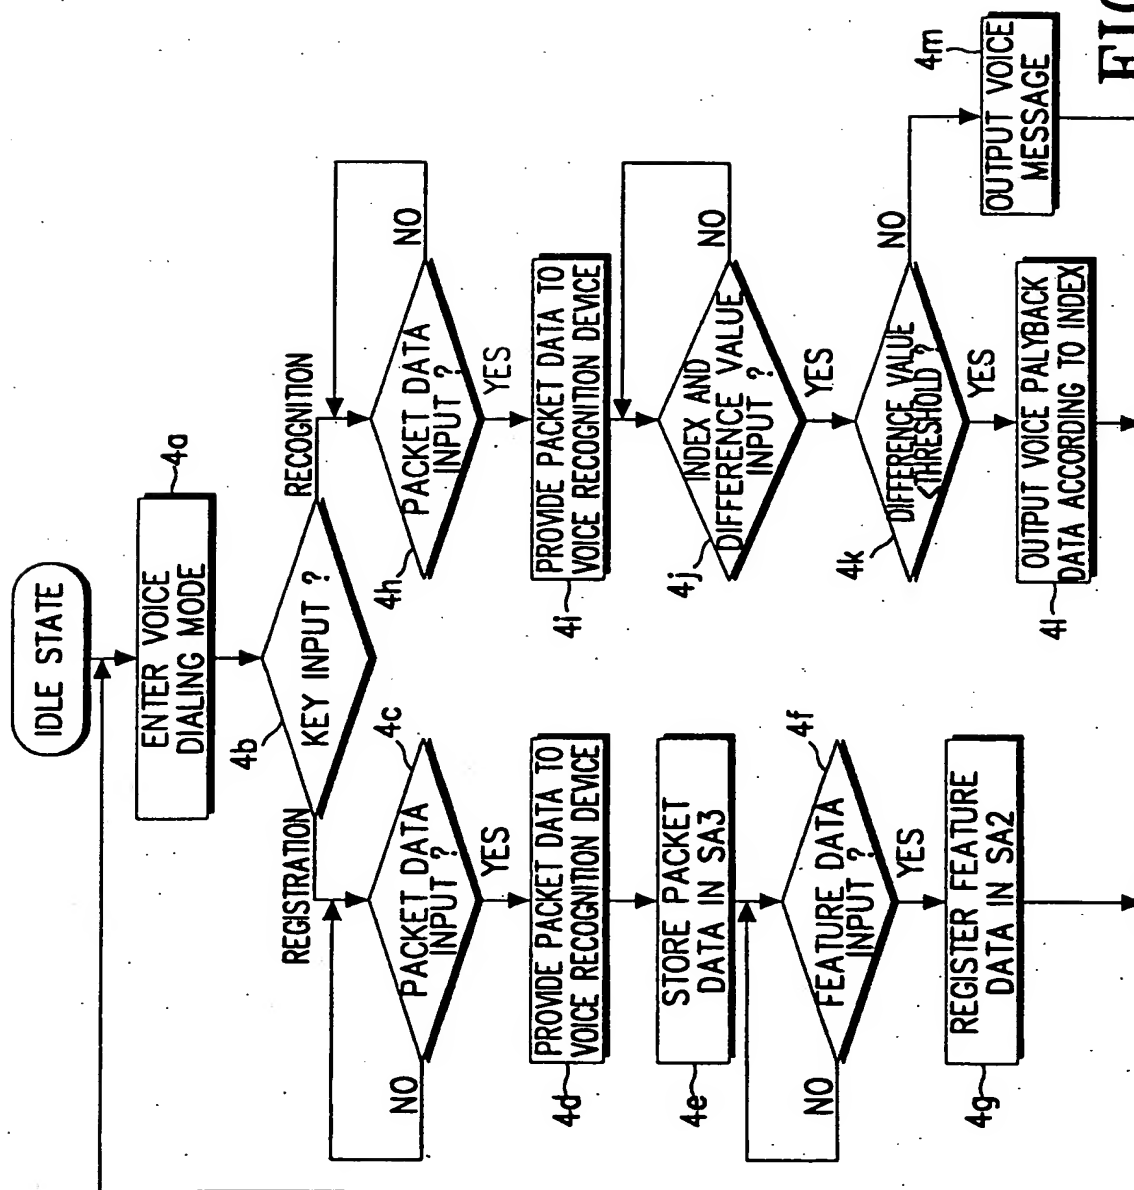 IDLE STATE
ENTER VOICE
DIALING MODE
4a
KEY INPUT ?
4b
REGISTRATION
RECOGNITION
PACKET DATA
INPUT ?
4c
NO
YES
PROVIDE PACKET DATA TO
VOICE RECOGNITION DEVICE
4d
STORE PACKET
DATA IN SA3
4e
FEATURE DATA
INPUT ?
4f
NO
YES
REGISTER FEATURE
DATA IN SA2
4g
PACKET DATA
INPUT ?
4h
NO
YES
PROVIDE PACKET DATA TO
VOICE RECOGNITION DEVICE
4i
INDEX AND
DIFFERENCE VALUE
INPUT ?
4j
NO
YES
DIFFERENCE VALUE
<THRESHOLD ?
4k
NO
YES
OUTPUT VOICE PALYBACK
DATA ACCORDING TO INDEX
4l
OUTPUT VOICE
MESSAGE
4m